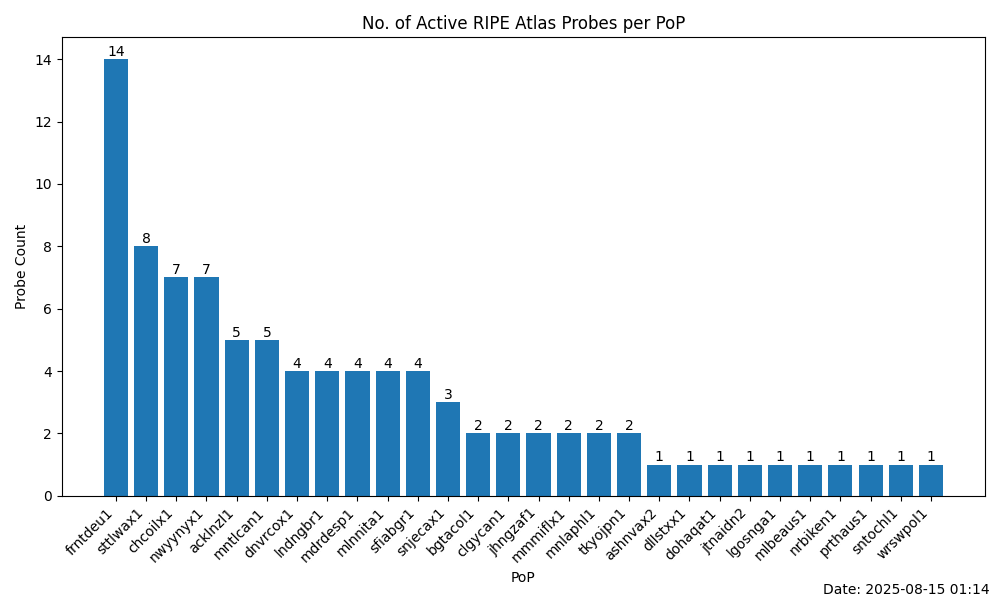 No. of Active RIPE Atlas Probes per PoP
Probe Count
14
12
10
8
6
4
2
0
14
8
7
7
5
5
4
4
4
4
4
3
2
2
2
2
2
2
1
1
1
1
1
1
1
1
1
1
frntdeu1
sttlwax1
chcoilx1
nwyynyx1
acklnzl1
mntlcan1
dnvrcox1
lndngbr1
mdrdesp1
mlnnita1
sfiabgr1
snjecax1
bgtacol1
clgycan1
jhngzaf1
mmmiflx1
mnlaphl1
tkyojpn1
ashnvax2
dllstxx1
dohaqat1
jtnaidn2
lgosnga1
mlbeaus1
nrbiken1
prthaus1
sntochl1
wrswpol1
PoP
Date: 2025-08-15 01:14